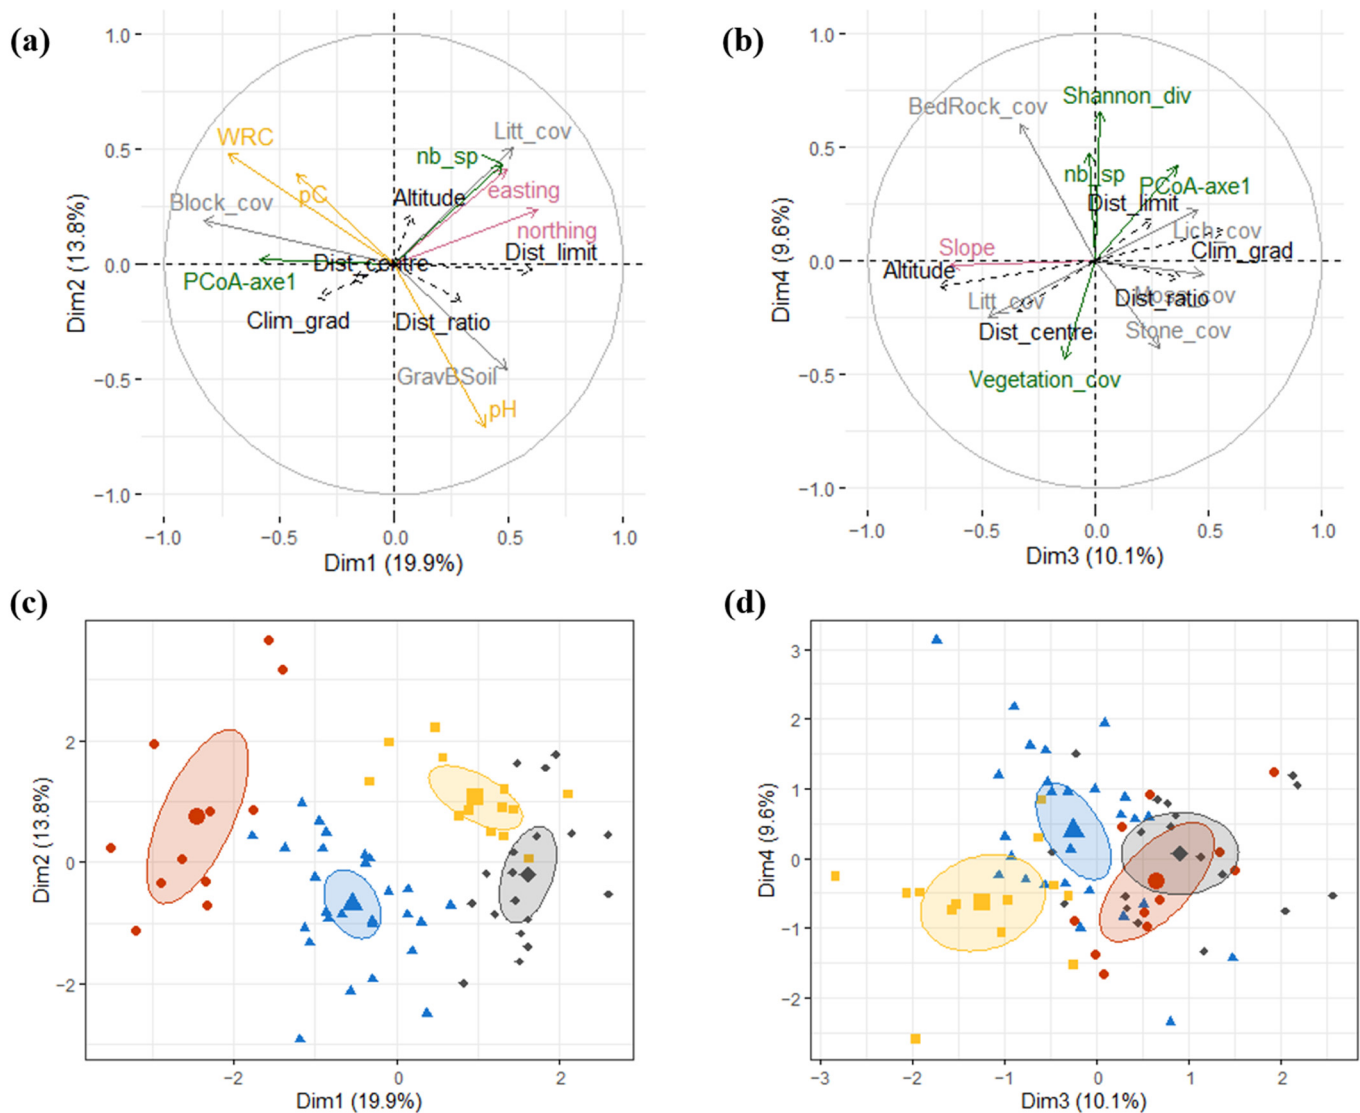 (a)
1.0
0.5
0.0
−0.5
−1.0
Dim2 (13.8%)
WRC
pC
Block_cov
PCoA-axe1
Clim_grad
Dist_centre
Altitude
nb_sp
Litt_cov
easting
northing
Dist_limit
Dist_ratio
GravBSoil
pH
−1.0
−0.5
0.0
0.5
1.0
Dim1 (19.9%)
(b)
1.0
0.5
0.0
−0.5
−1.0
Dim4 (9.6%)
BedRock_cov
Shannon_div
nb_sp
PCoA-axe1
Dist_limit
Lich_cov
Clim_grad
Slope
Altitude
Litt_cov
Dist_centre
Moss_cov
Dist_ratio
Stone_cov
Vegetation_cov
−1.0
−0.5
0.0
0.5
1.0
Dim3 (10.1%)
(c)
2
0
−2
Dim2 (13.8%)
−2
0
2
Dim1 (19.9%)
(d)
3
2
1
0
−1
−2
Dim4 (9.6%)
−3
−2
−1
0
1
2
Dim3 (10.1%)